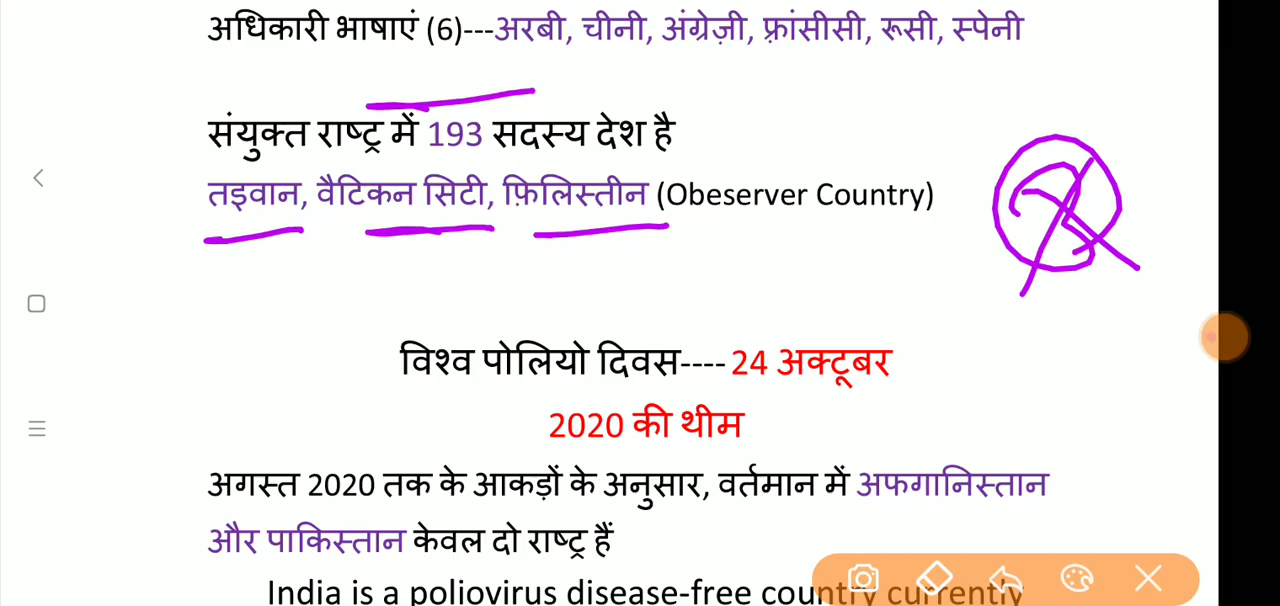 अधिकारी भाषाएं (6)---अरबी, चीनी, अंग्रेज़ी, फ़्रांसीसी, रूसी, स्पेनी
संयुक्त राष्ट्र में 193 सदस्य देश है
तइवान, वैटिकन सिटी, फ़िलिस्तीन (Obeserver Country)
विश्व पोलियो दिवस---- 24 अक्टूबर
2020 की थीम
अगस्त 2020 तक के आकड़ों के अनुसार, वर्तमान में अफगानिस्तान
और पाकिस्तान केवल दो राष्ट्र हैं
India is a poliovirus disease-free country currently